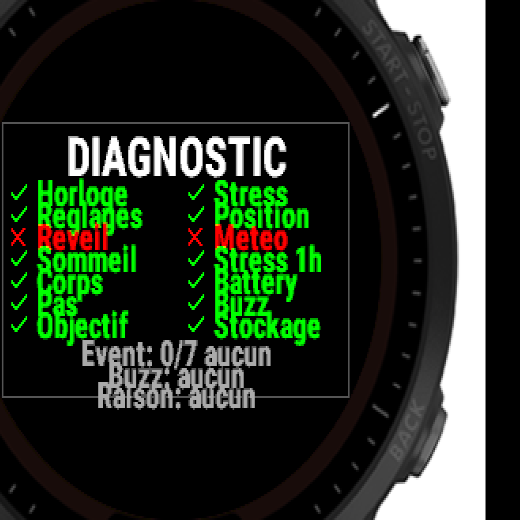 START - STOP
DIAGNOSTIC
✓ Horloge ✓ Stress
✓ Reglages ✓ Position
✗ Reveil ✗ Meteo
✓ Sommeil ✓ Stress 1h
✓ Corps ✓ Battery
✓ Pas ✓ Buzz
✓ Objectif ✓ Stockage
Event: 0/7 aucun
Buzz: aucun
Raison: aucun
BACK